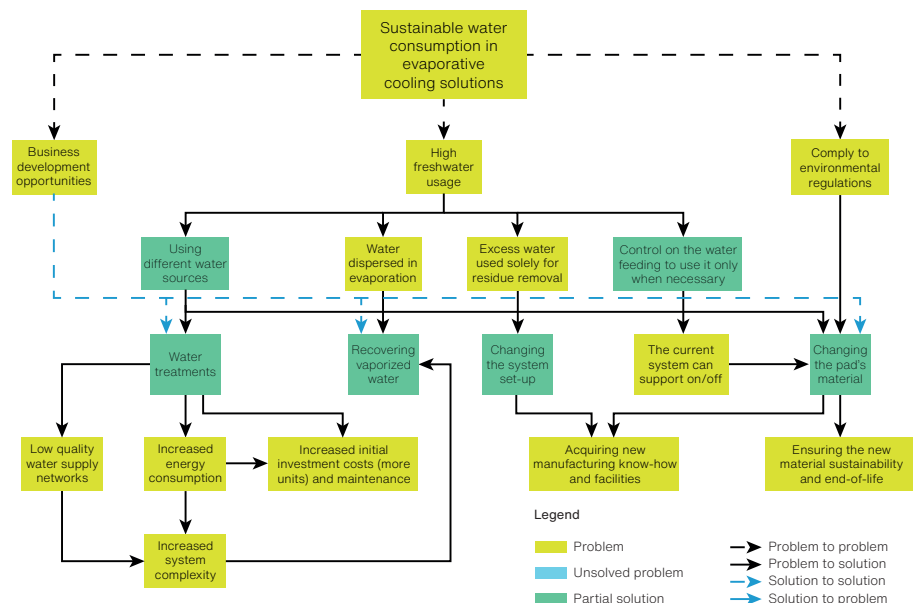 Sustainable water
consumption in
evaporative
cooling solutions
Business
development
opportunities
High
freshwater
usage
Comply to
environmental
regulations
Using
different water
sources
Water
dispersed in
evaporation
Excess water
used solely for
residue removal
Control on the water
feeding to use it only
when necessary
Water
treatments
Recovering
vaporized
water
Changing
the system
set-up
The current
system can
support on/off
Changing
the pad's
material
Low quality
water supply
networks
Increased
energy
consumption
Increased initial
investment costs (more
units) and maintenance
Acquiring new
manufacturing know-how
and facilities
Ensuring the new
material sustainability
and end-of-life
Increased
system
complexity
Legend
Problem
Unsolved problem
Partial solution
Problem to problem
Problem to solution
Solution to solution
Solution to problem